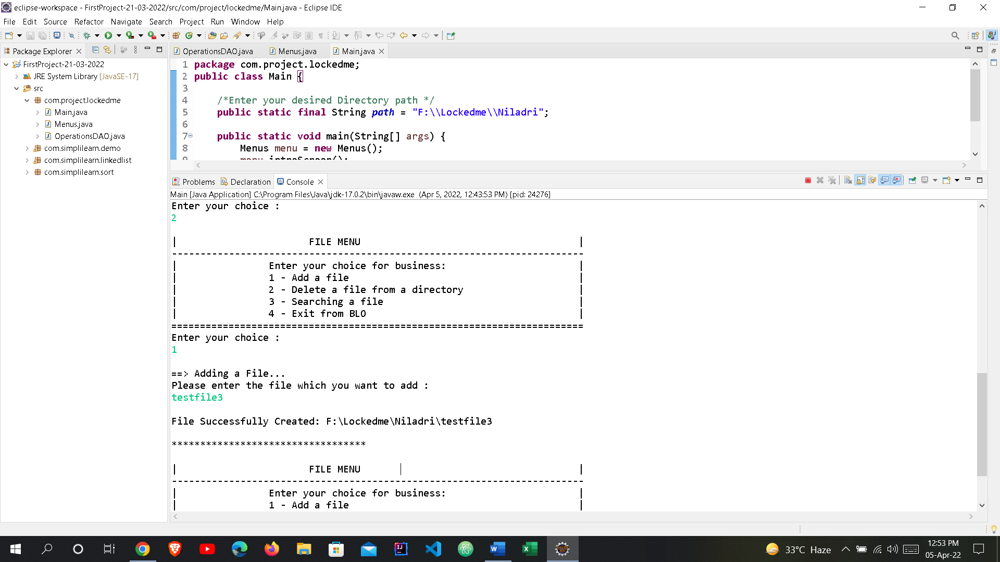 eclipse-workspace - FirstProject-21-03-2022/src/com/project/lockedme/Main.java - Eclipse IDE
File Edit Source Refactor Navigate Search Project Run Window Help
Package Explorer
FirstProject-21-03-2022
JRE System Library [JavaSE-17]
src
com.project.lockedme
Main.java
Menus.java
OperationsDAO.java
com.simplilearn.demo
com.simplilearn.linkedlist
com.simplilearn.sort
OperationsDAO.java Menus.java Main.java
1 package com.project.lockedme;
2 public class Main {
3
4 /*Enter your desired Directory path */
5 public static final String path = "F:\\Lockedme\\Niladri";
6
7 public static void main(String[] args) {
8 Menus menu = new Menus();
9 menu.introScreen();
Problems Declaration Console
Main [Java Application] C:\Program Files\Java\jdk-17.0.2\bin\javaw.exe (Apr 5, 2022, 12:43:53 PM) [pid: 24276]
Enter your choice :
2
| FILE MENU |
------------------------------------------------------------------------
| Enter your choice for business: |
| 1 - Add a file |
| 2 - Delete a file from a directory |
| 3 - Searching a file |
| 4 - Exit from BLO |
========================================================================
Enter your choice :
1
==> Adding a File...
Please enter the file which you want to add :
testfile3
File Successfully Created: F:\Lockedme\Niladri\testfile3
**********************************
| FILE MENU |
------------------------------------------------------------------------
| Enter your choice for business: |
| 1 - Add a file |
33°C Haze
12:53 PM
05-Apr-22